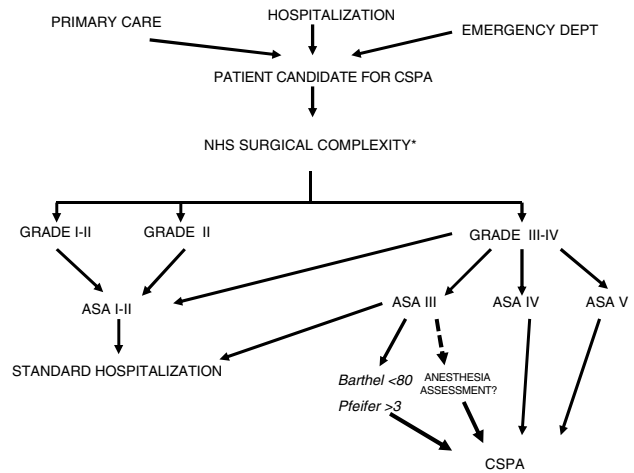 HOSPITALIZATION
PRIMARY CARE
EMERGENCY DEPT
PATIENT CANDIDATE FOR CSPA
NHS SURGICAL COMPLEXITY*
GRADE I-II
GRADE II
GRADE III-IV
ASA I-II
ASA III
ASA IV
ASA V
STANDARD HOSPITALIZATION
Barthel <80
Pfeifer >3
ANESTHESIA
ASSESSMENT?
CSPA